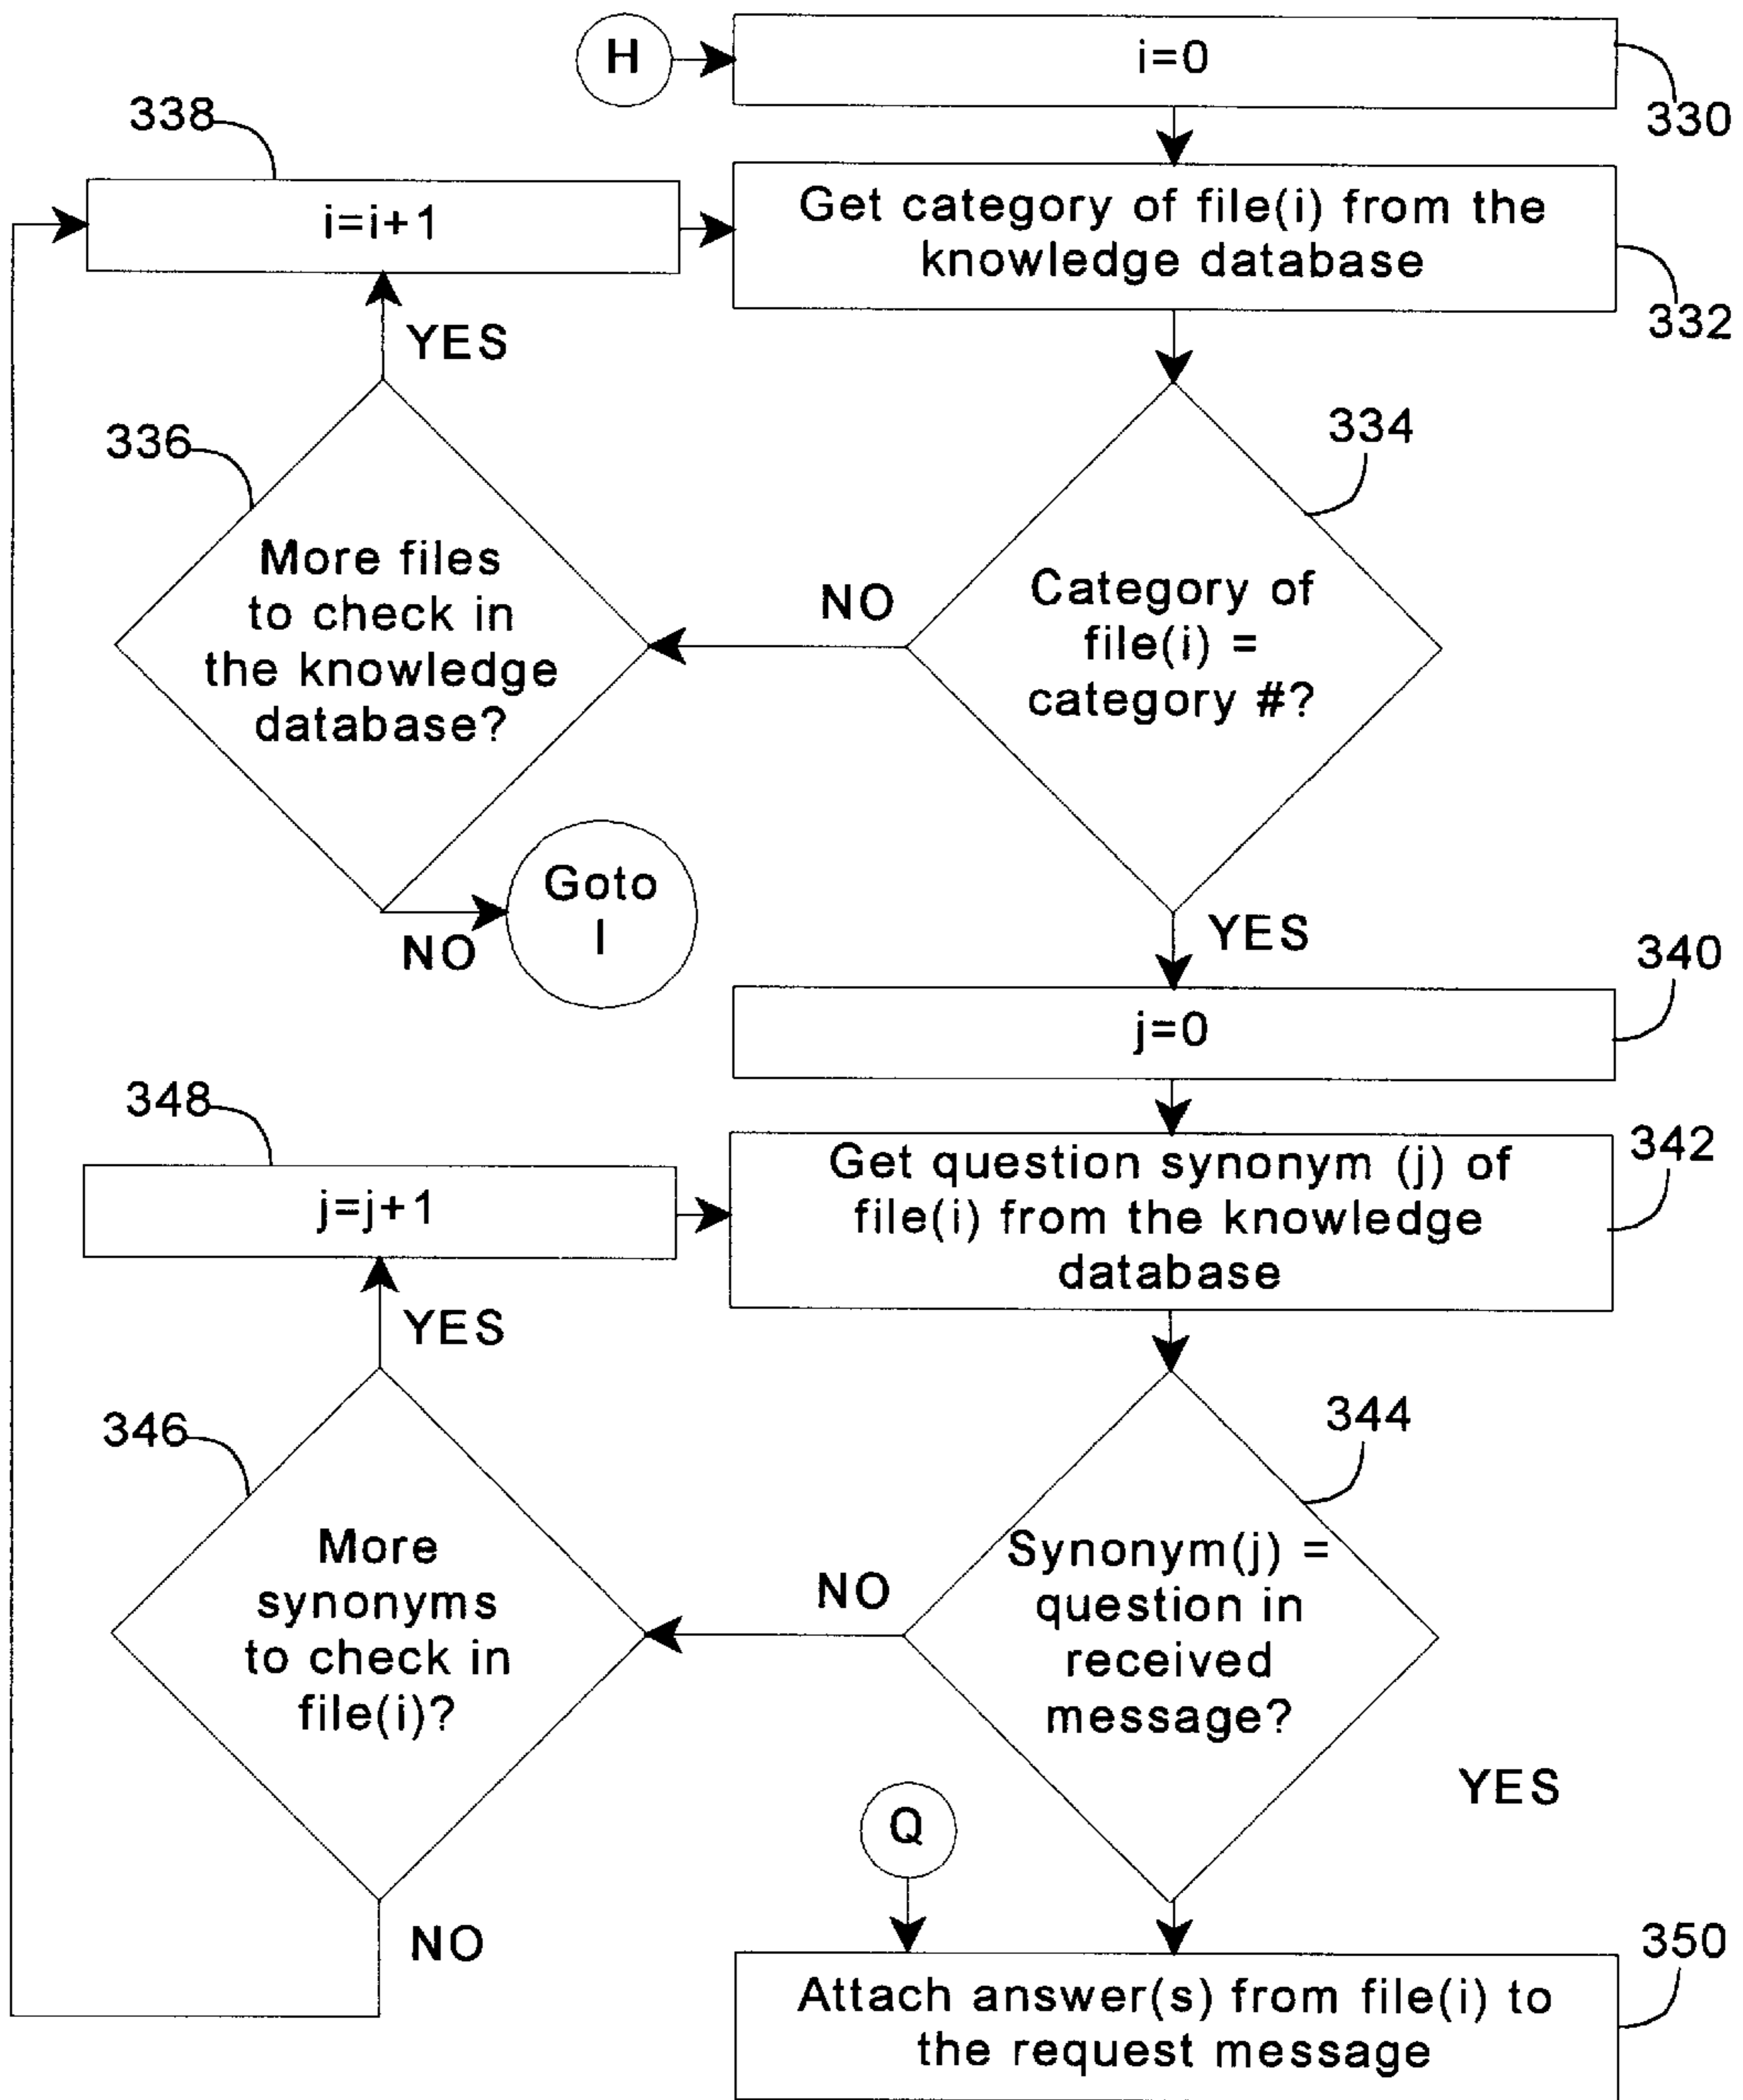 H
i=0
330
338
i=i+1
Get category of file(i) from the
knowledge database
332
YES
336
334
More files
to check in
the knowledge
database?
NO
Category of
file(i) =
category #?
Goto
I
NO
YES
340
j=0
348
j=j+1
Get question synonym (j) of
file(i) from the knowledge
database
342
YES
346
344
More
synonyms
to check in
file(i)?
NO
Synonym(j) =
question in
received
message?
YES
Q
NO
350
Attach answer(s) from file(i) to
the request message